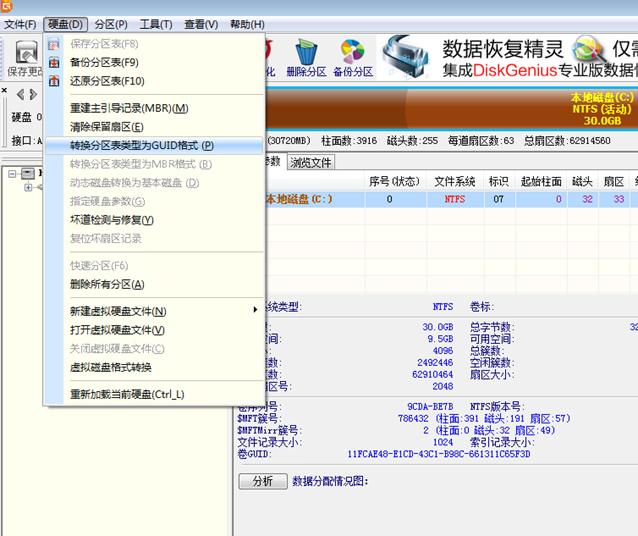 文件(F) 硬盘(D) 分区(P) 工具(T) 查看(V) 帮助(H)
保存更改
保存分区表(F8)
备份分区表(F9)
还原分区表(F10)
重建主引导记录(MBR)(M)
清除保留扇区(E)
转换分区表类型为GUID格式 (P)
转换分区表类型为MBR格式 (B)
动态磁盘转换为基本磁盘 (D)
指定硬盘参数(G)
坏道检测与修复(Y)
复位坏扇区记录
快速分区(F6)
删除所有分区(A)
新建虚拟硬盘文件(N)
打开虚拟硬盘文件(V)
关闭虚拟硬盘文件(C)
虚拟磁盘格式转换
重新加载当前硬盘(Ctrl_L)
化 删除分区 备份分区
数据恢复精灵 仅需
集成DiskGenius专业版数据恢
硬盘 0
本地磁盘(C:)
NTFS (活动)
30.0GB
接口:A
(30720MB) 柱面数:3916 磁头数:255 每道扇区数:63 总扇区数:62914560
参数 浏览文件
序号(状态) 文件系统 标识 起始柱面 磁头 扇区
本地磁盘(C:) 0 NTFS 07 0 32 33
系统类型: NTFS 卷标:
数: 30.0GB 总字节数: 32
空间: 9.5GB 可用空间:
小: 4096 总簇数:
数: 2492446 空闲簇数:
数: 62910464 扇区大小:
区号: 2048
卷序列号: 9CDA-BE7B NTFS版本号:
$MFT簇号: 786432 (柱面:391 磁头:191 扇区:57)
$MFTMirr簇号: 2 (柱面:0 磁头:32 扇区:49)
文件记录大小: 1024 索引记录大小:
卷GUID: 11FCAE48-E1CD-43C1-B98C-661311C65F3D
分析 数据分配情况图: